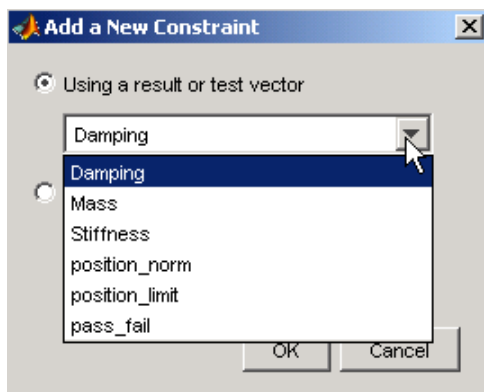 Add a New Constraint
Using a result or test vector
Damping
Damping
Mass
Stiffness
position_norm
position_limit
pass_fail
OK
Cancel